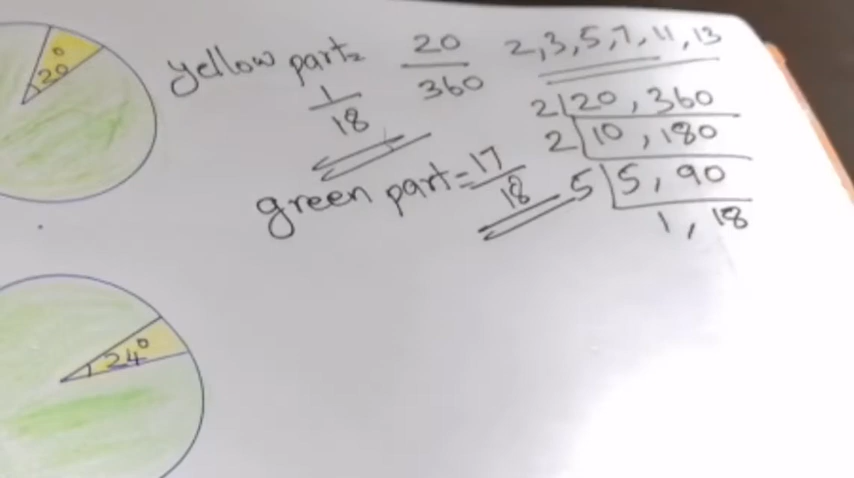 20°
yellow part= 20/360
1/18
green part= 17/18
2, 3, 5, 7, 11, 13
2 | 20, 360
2 | 10, 180
5 | 5, 90
1, 18
24°